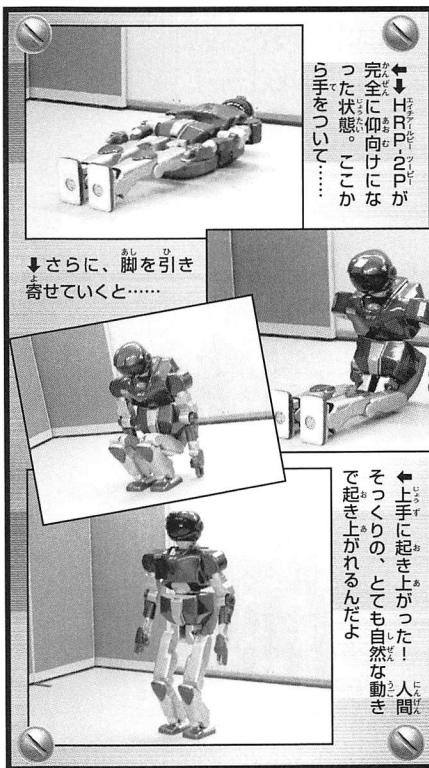 ←↓HRP-2Pが
完全に仰向けにな
った状態。ここか
ら手をついて……
↓さらに、脚を引き
寄せていくと……
←上手に起き上がった！　人間
そっくりの、とても自然な動き
で起き上がれるんだよ